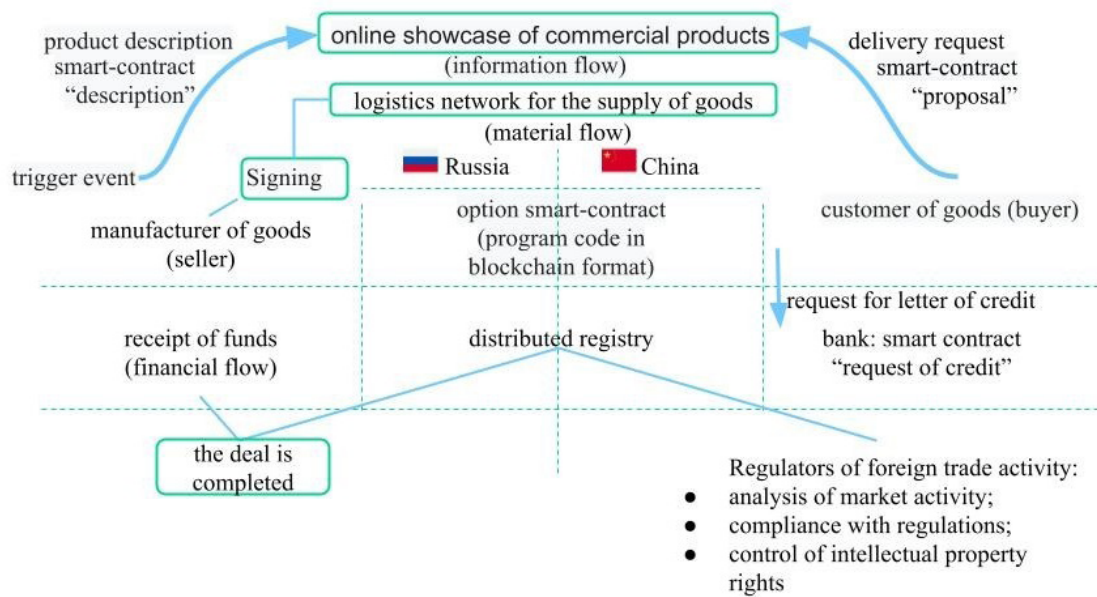 product description
smart-contract
“description”
online showcase of commercial products
(information flow)
delivery request
smart-contract
“proposal”
logistics network for the supply of goods
(material flow)
trigger event
Signing
Russia
China
manufacturer of goods
(seller)
option smart-contract
(program code in
blockchain format)
customer of goods (buyer)
request for letter of credit
receipt of funds
(financial flow)
distributed registry
bank: smart contract
“request of credit”
the deal is
completed
Regulators of foreign trade activity:
● analysis of market activity;
● compliance with regulations;
● control of intellectual property
rights